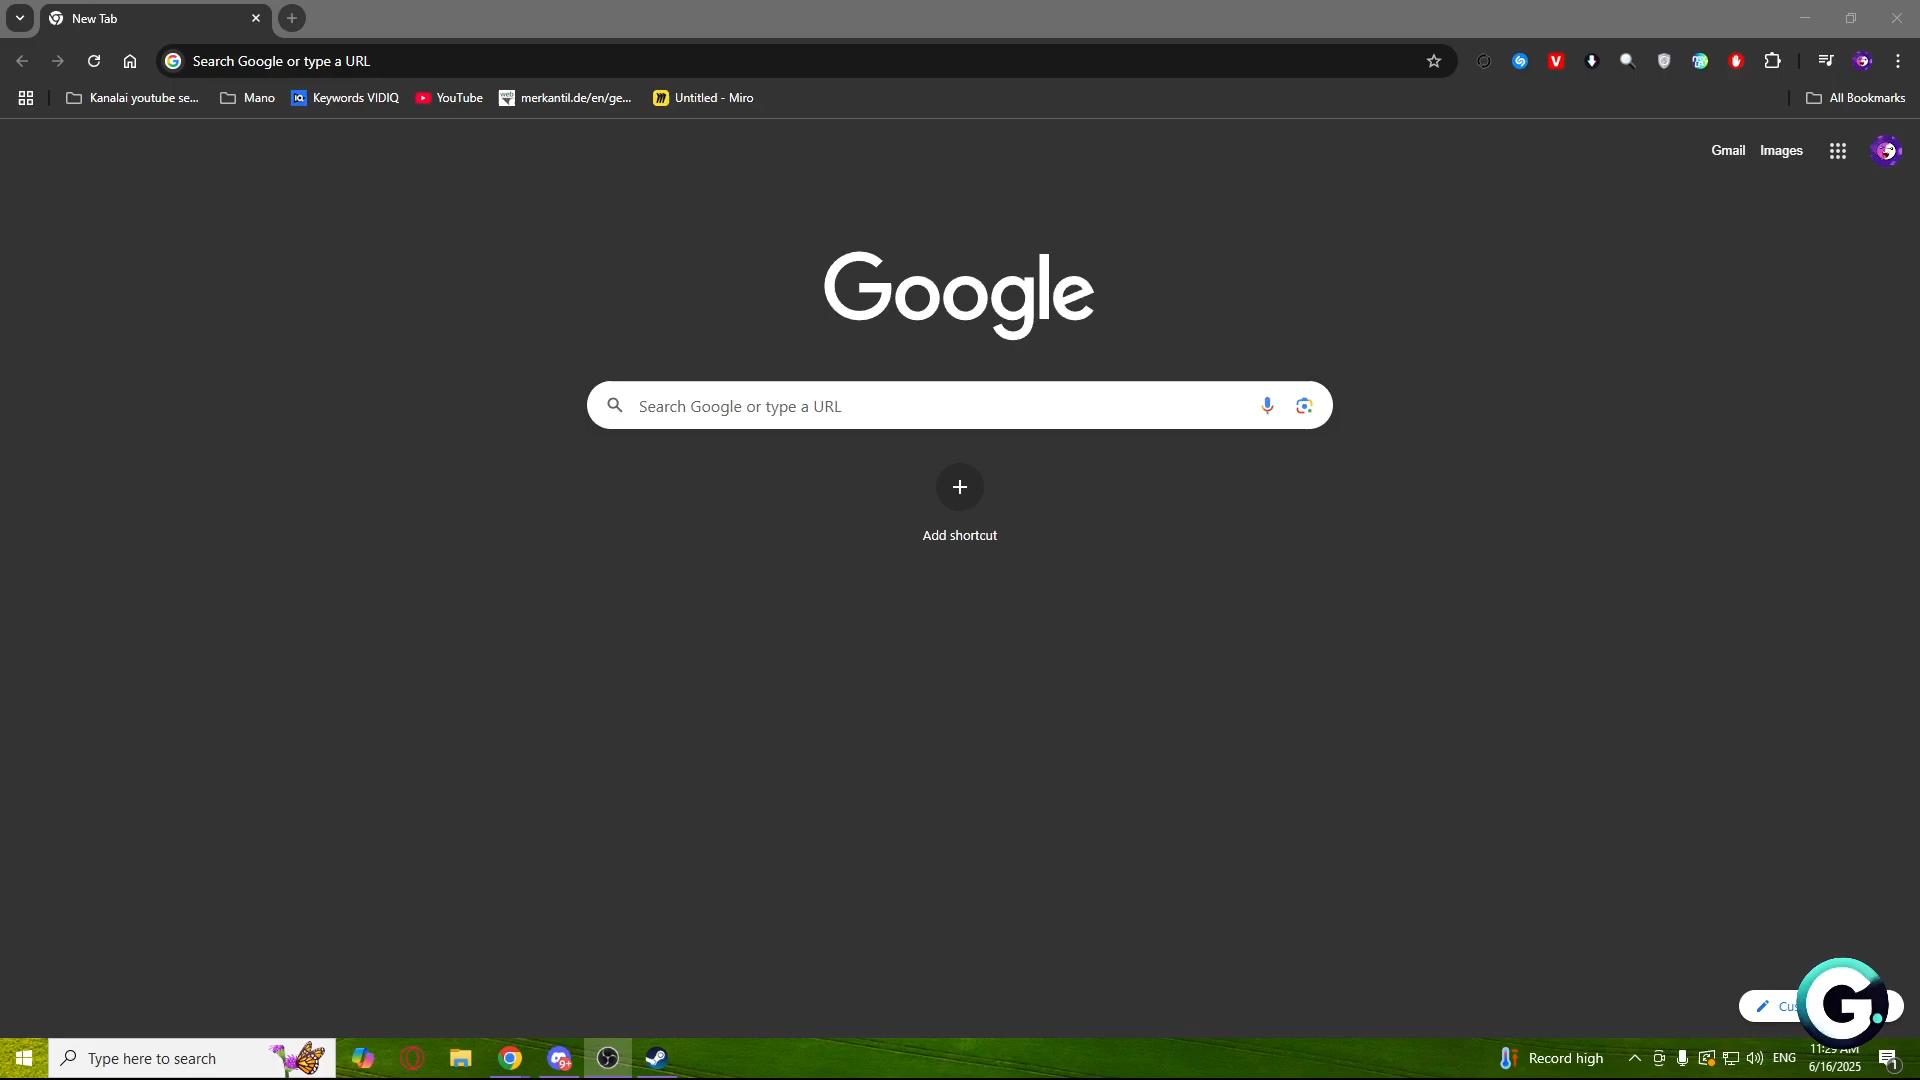 New Tab
Search Google or type a URL
Kanalai youtube se...
Mano
Keywords VIDIQ
YouTube
merkantil.de/en/ge...
Untitled - Miro
All Bookmarks
Gmail
Images
Google
Search Google or type a URL
Add shortcut
Type here to search
Record high
ENG
6/16/2025